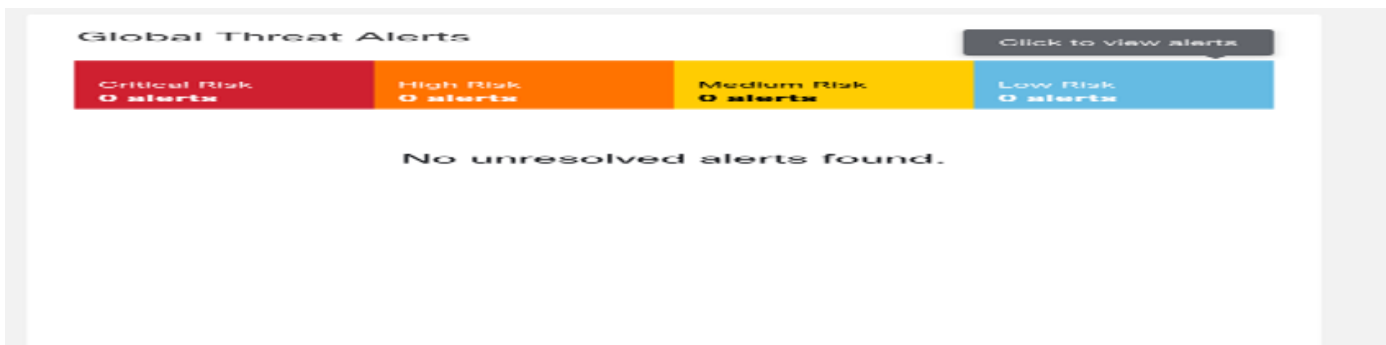 Global Threat Alerts
Click to view alerts
Critical Risk
0 alerts
High Risk
0 alerts
Medium Risk
0 alerts
Low Risk
0 alerts
No unresolved alerts found.